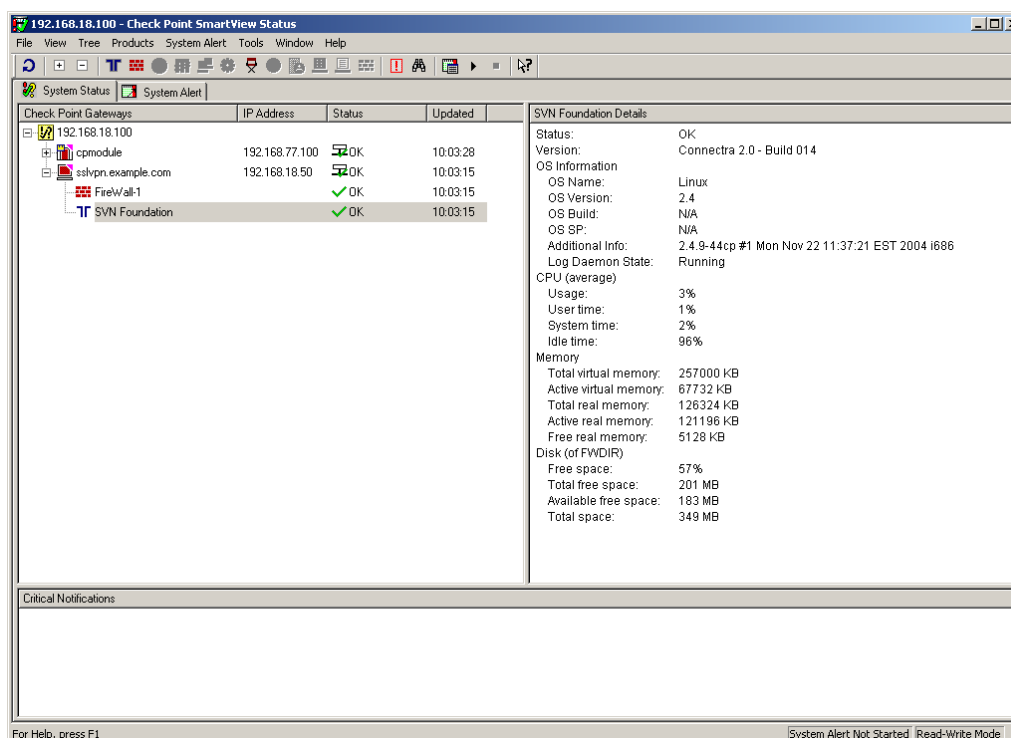 192.168.18.100 - Check Point SmartView Status
File View Tree Products System Alert Tools Window Help
System Status System Alert
Check Point Gateways IP Address Status Updated
192.168.18.100
cpmodule 192.168.77.100 OK 10:03:28
sslvpn.example.com 192.168.18.50 OK 10:03:15
FireWall-1 OK 10:03:15
SVN Foundation OK 10:03:15
SVN Foundation Details
Status: OK
Version: Connectra 2.0 - Build 014
OS Information
OS Name: Linux
OS Version: 2.4
OS Build: N/A
OS SP: N/A
Additional Info: 2.4.9-44cp #1 Mon Nov 22 11:37:21 EST 2004 i686
Log Daemon State: Running
CPU (average)
Usage: 3%
User time: 1%
System time: 2%
Idle time: 96%
Memory
Total virtual memory: 257000 KB
Active virtual memory: 67732 KB
Total real memory: 126324 KB
Active real memory: 121196 KB
Free real memory: 5128 KB
Disk (of FWDIR)
Free space: 57%
Total free space: 201 MB
Available free space: 183 MB
Total space: 349 MB
Critical Notifications
For Help, press F1
System Alert Not Started Read-Write Mode